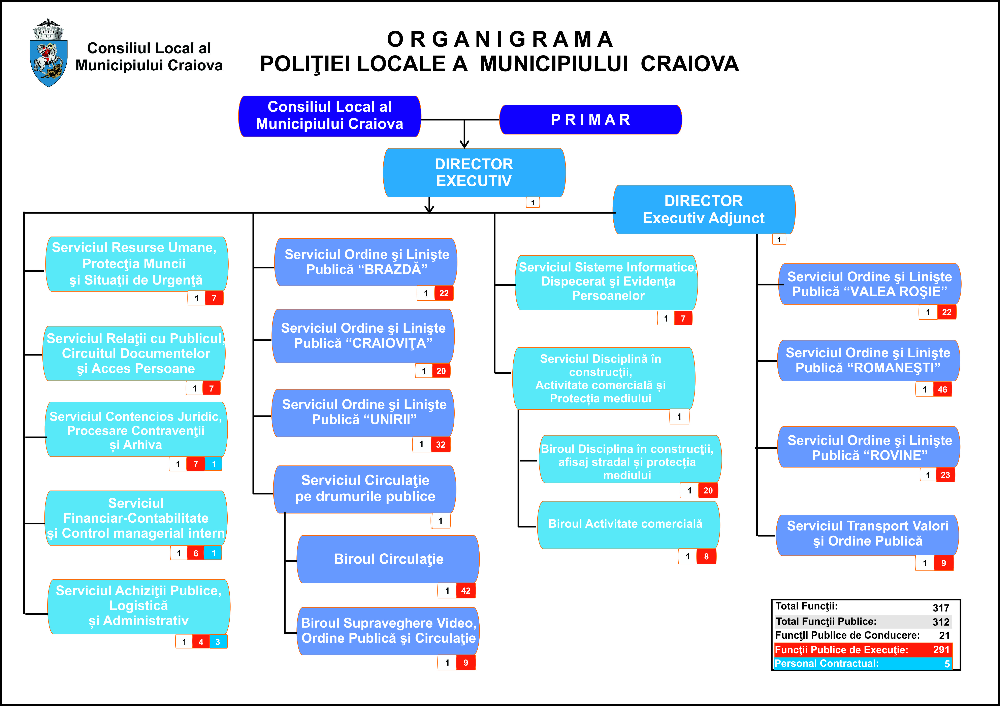 Consiliul Local al
Municipiului Craiova
O R G A N I G R A M A
POLIŢIEI LOCALE A MUNICIPIULUI CRAIOVA
Consiliul Local al
Municipiului Craiova
P R I M A R
DIRECTOR
EXECUTIV
1
DIRECTOR
Executiv Adjunct
1
Serviciul Resurse Umane,
Protecţia Muncii
şi Situaţii de Urgenţă
1 7
Serviciul Relaţii cu Publicul,
Circuitul Documentelor
şi Acces Persoane
1 7
Serviciul Contencios Juridic,
Procesare Contravenţii
și Arhiva
1 7 1
Serviciul
Financiar-Contabilitate
şi Control managerial intern
1 6 1
Serviciul Achiziţii Publice,
Logistică
și Administrativ
1 4 3
Serviciul Ordine şi Linişte
Publică “BRAZDĂ”
1 22
Serviciul Ordine şi Linişte
Publică “CRAIOVIŢA”
1 20
Serviciul Ordine şi Linişte
Publică “UNIRII”
1 32
Serviciul Circulaţie
pe drumurile publice
1
Biroul Circulaţie
1 42
Biroul Supraveghere Video,
Ordine Publică şi Circulaţie
1 9
Serviciul Sisteme Informatice,
Dispecerat şi Evidenţa
Persoanelor
1 7
Serviciul Disciplină în
construcţii,
Activitate comercială și
Protecția mediului
1
Biroul Disciplina în construcţii,
afisaj stradal și protecția
mediului
1 20
Biroul Activitate comercială
1 8
Serviciul Ordine şi Linişte
Publică “VALEA ROŞIE”
1 22
Serviciul Ordine şi Linişte
Publică “ROMANEŞTI”
1 46
Serviciul Ordine şi Linişte
Publică “ROVINE”
1 23
Serviciul Transport Valori
şi Ordine Publică
1 9
Total Funcţii: 317
Total Funcţii Publice: 312
Funcţii Publice de Conducere: 21
Funcţii Publice de Execuţie: 291
Personal Contractual: 5